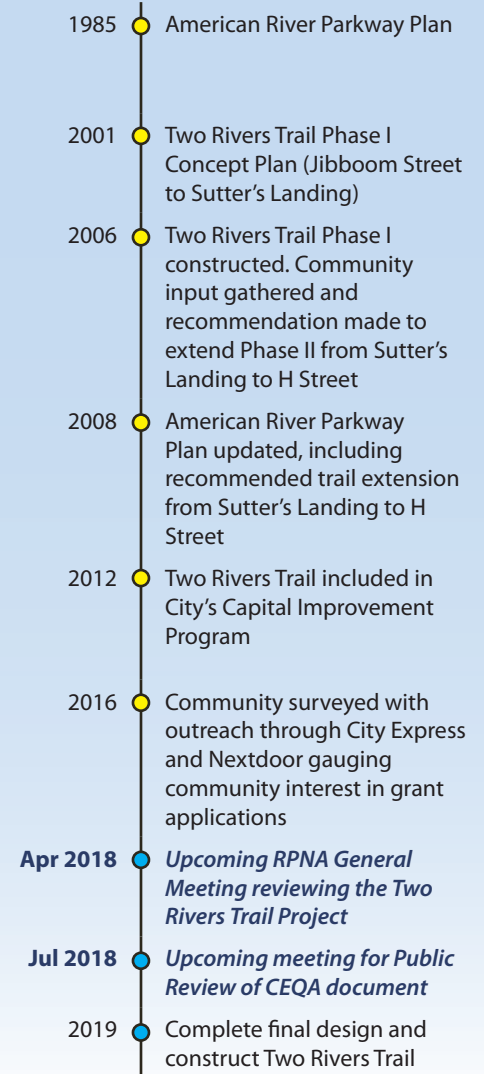 1985 American River Parkway Plan
2001 Two Rivers Trail Phase I
Concept Plan (Jibboom Street
to Sutter’s Landing)
2006 Two Rivers Trail Phase I
constructed. Community
input gathered and
recommendation made to
extend Phase II from Sutter’s
Landing to H Street
2008 American River Parkway
Plan updated, including
recommended trail extension
from Sutter’s Landing to H
Street
2012 Two Rivers Trail included in
City’s Capital Improvement
Program
2016 Community surveyed with
outreach through City Express
and Nextdoor gauging
community interest in grant
applications
Apr 2018 Upcoming RPNA General
Meeting reviewing the Two
Rivers Trail Project
Jul 2018 Upcoming meeting for Public
Review of CEQA document
2019 Complete final design and
construct Two Rivers Trail